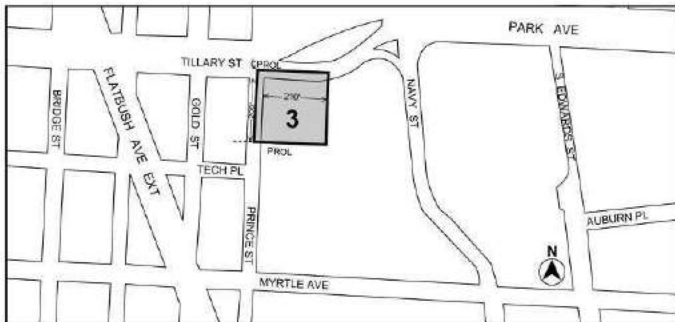 PARK AVE
TILLARY ST
PROL
210'
3
PROL
BRIDGE ST
FLATBUSH AVE EXT
GOLD ST
TECH PL
PRINCE ST
MYRTLE AVE
NAVY ST
S EDWARDS ST
AUBURN PL
N